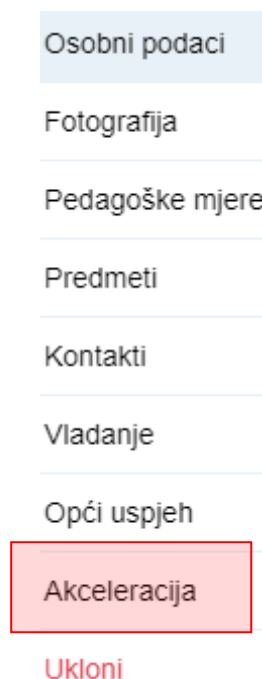 Osobni podaci
Fotografija
Pedagoške mjere
Predmeti
Kontakti
Vladanje
Opći uspjeh
Akceleracija
Ukloni